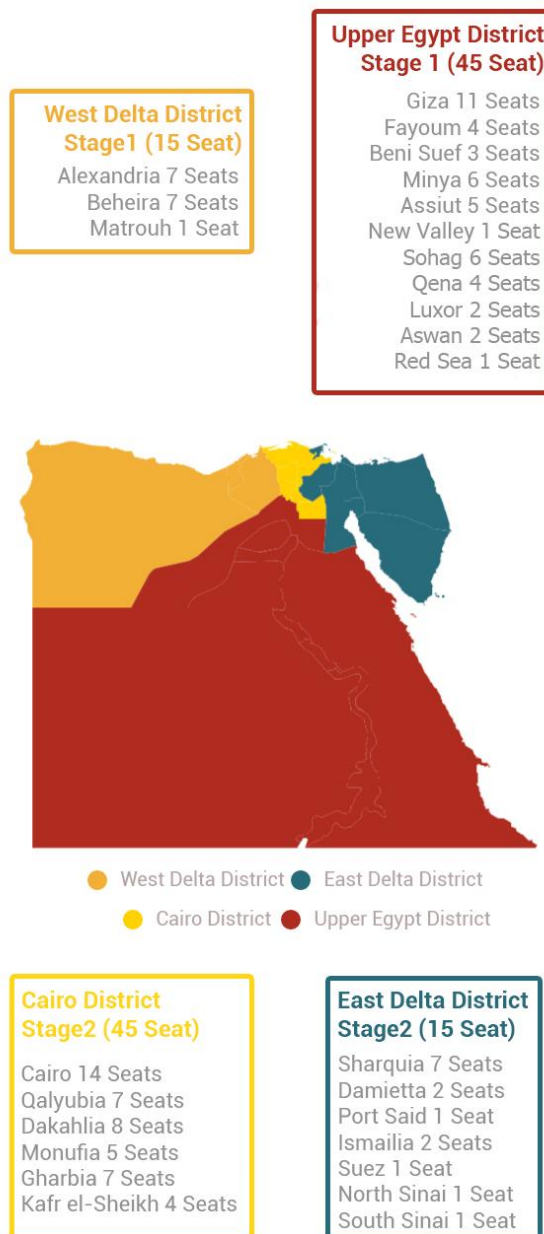 Upper Egypt District
Stage 1 (45 Seat)
Giza 11 Seats
Fayoum 4 Seats
Beni Suef 3 Seats
Minya 6 Seats
Assiut 5 Seats
New Valley 1 Seat
Sohag 6 Seats
Qena 4 Seats
Luxor 2 Seats
Aswan 2 Seats
Red Sea 1 Seat
West Delta District
Stage1 (15 Seat)
Alexandria 7 Seats
Beheira 7 Seats
Matrouh 1 Seat
West Delta District
East Delta District
Cairo District
Upper Egypt District
Cairo District
Stage2 (45 Seat)
Cairo 14 Seats
Qalyubia 7 Seats
Dakahlia 8 Seats
Monufia 5 Seats
Gharbia 7 Seats
Kafr el-Sheikh 4 Seats
East Delta District
Stage2 (15 Seat)
Sharquia 7 Seats
Damietta 2 Seats
Port Said 1 Seat
Ismailia 2 Seats
Suez 1 Seat
North Sinai 1 Seat
South Sinai 1 Seat